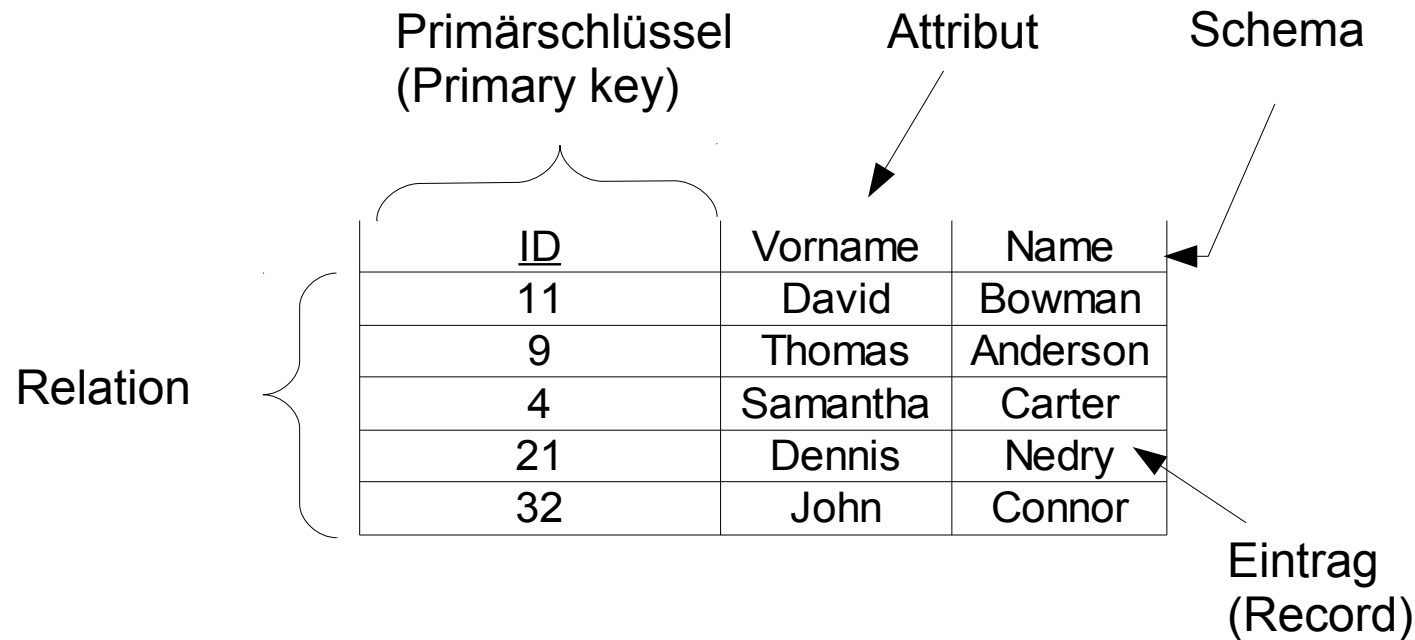 Primärschlüssel
(Primary key)
Attribut
Schema
ID Vorname Name
11 David Bowman
9 Thomas Anderson
Relation
4 Samantha Carter
21 Dennis Nedry
32 John Connor
Eintrag
(Record)